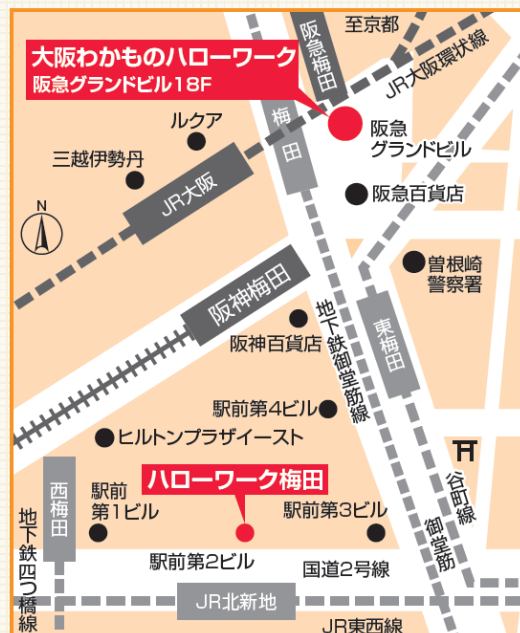 至京都
大阪わかものハローワーク
阪急グランドビル18F
阪急梅田
JR大阪環状線
梅田
ルクア
阪急
グランドビル
三越伊勢丹
JR大阪
阪急百貨店
N
曽根崎
警察署
阪神梅田
東梅田
地下鉄御堂筋線
阪神百貨店
駅前第4ビル
ヒルトンプラザイースト
西梅田
ハローワーク梅田
駅前
第1ビル
駅前第3ビル
谷町線
御堂筋
地下鉄四つ橋線
駅前第2ビル
国道2号線
JR北新地
JR東西線